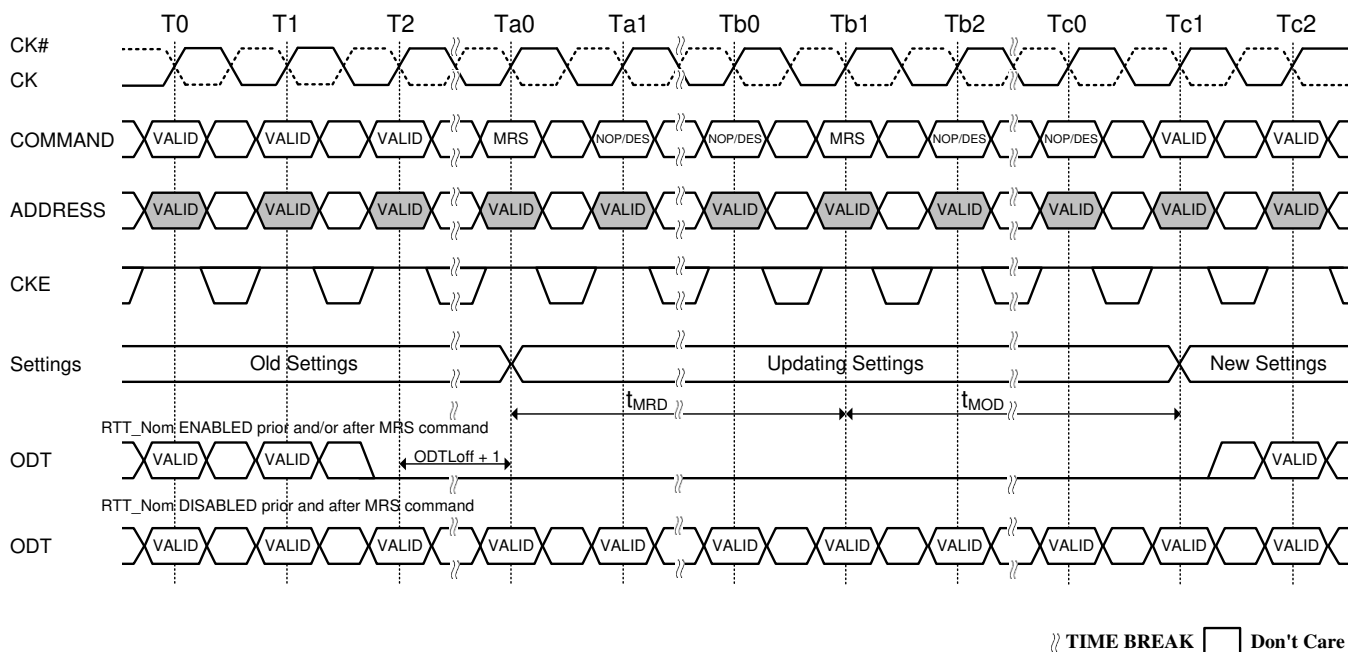 T0 T1 T2 Ta0 Ta1 Tb0 Tb1 Tb2 Tc0 Tc1 Tc2
CK#
CK
COMMAND VALID VALID VALID MRS NOP/DES NOP/DES MRS NOP/DES NOP/DES VALID VALID
ADDRESS VALID VALID VALID VALID VALID VALID VALID VALID VALID VALID VALID
CKE
Settings Old Settings Updating Settings New Settings
tMRD tMOD
RTT_Nom ENABLED prior and/or after MRS command
ODT VALID VALID ODTLoff + 1 VALID
RTT_Nom DISABLED prior and after MRS command
ODT VALID VALID VALID VALID VALID VALID VALID VALID VALID VALID VALID
TIME BREAK Don't Care